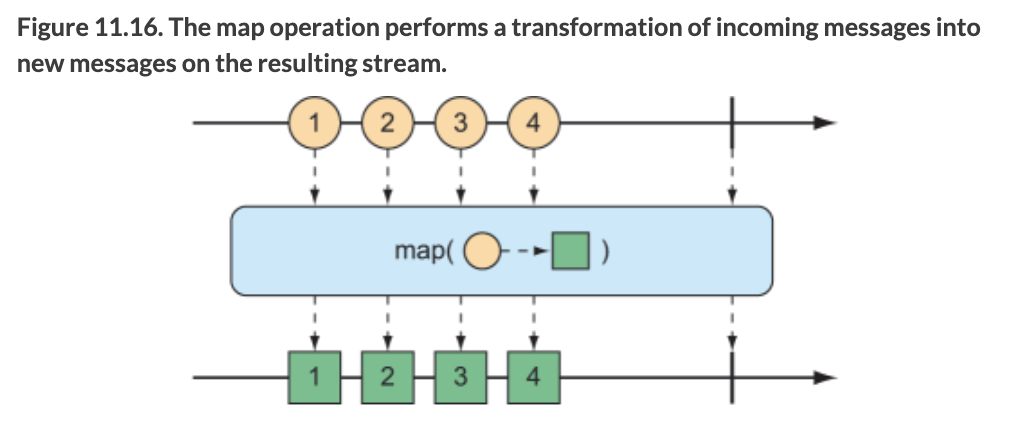 Figure 11.16. The map operation performs a transformation of incoming messages into
new messages on the resulting stream.
1 2 3 4
map( )
1 2 3 4